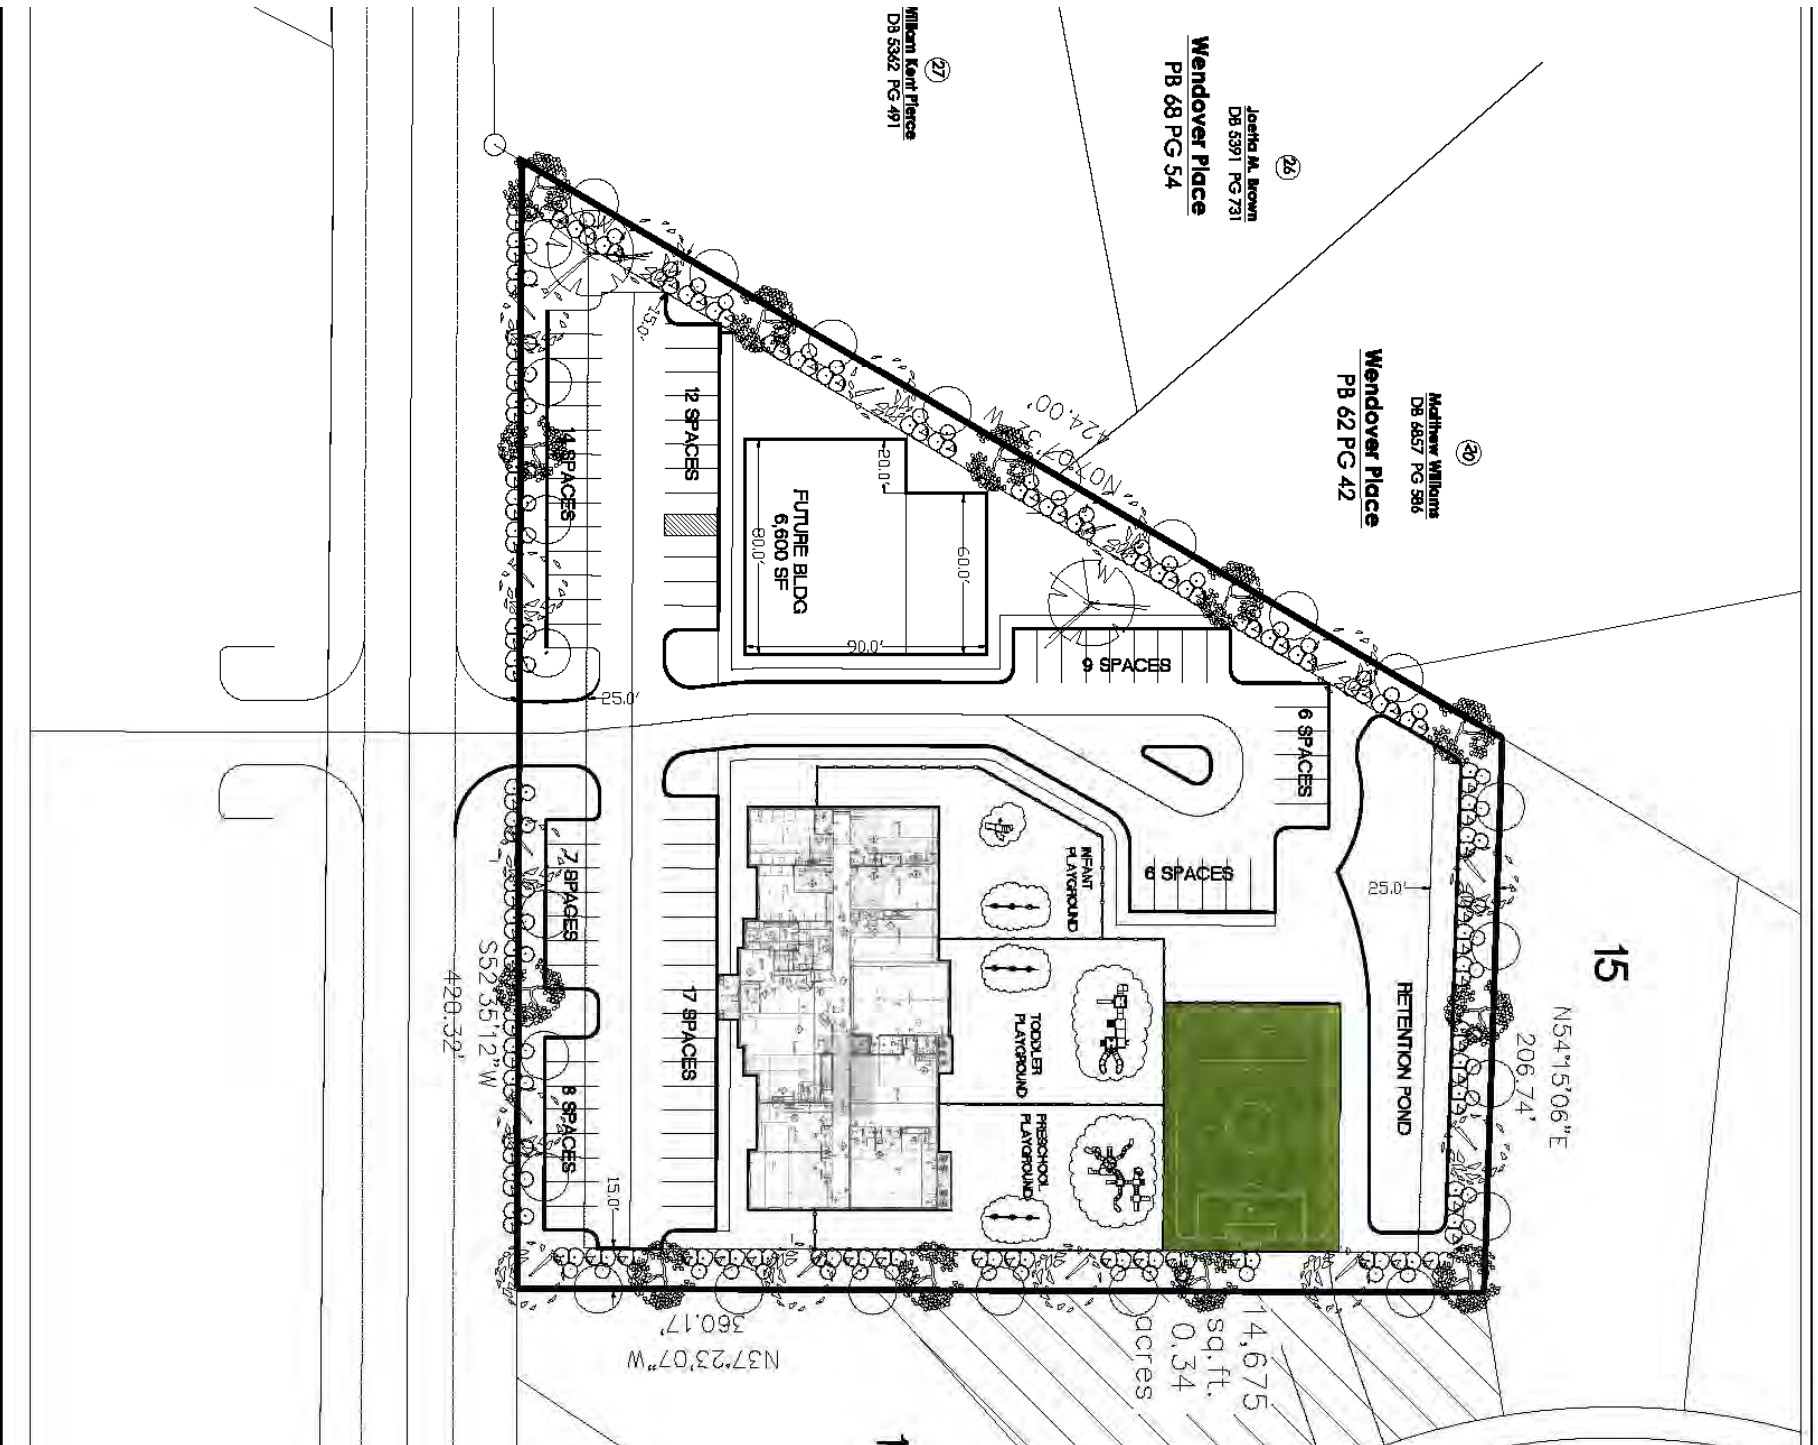 William Kent Pierce
DB 5362 PG 491
27
Wendover Place
PB 68 PG 54
Joetta M. Brown
DB 5391 PG 731
26
Wendover Place
PB 62 PG 42
Matthew Williams
DB 6857 PG 586
20
15.0'
12 SPACES
14 SPACES
20.0'
FUTURE BLDG
6,600 SF
80.0'
60.0'
90.0'
424.00'
9 SPACES
6 SPACES
25.0'
6 SPACES
INFANT
PLAYGROUND
25.0'
7 SPACES
S52°35'12"W
420.32'
17 SPACES
TODDLER
PLAYGROUND
RETENTION POND
15
N54°15'06"E
206.74'
8 SPACES
PRESCHOOL
PLAYGROUND
15.0'
360.17'
N37°23'07"W
14,675
sq.ft.
0.34
acres